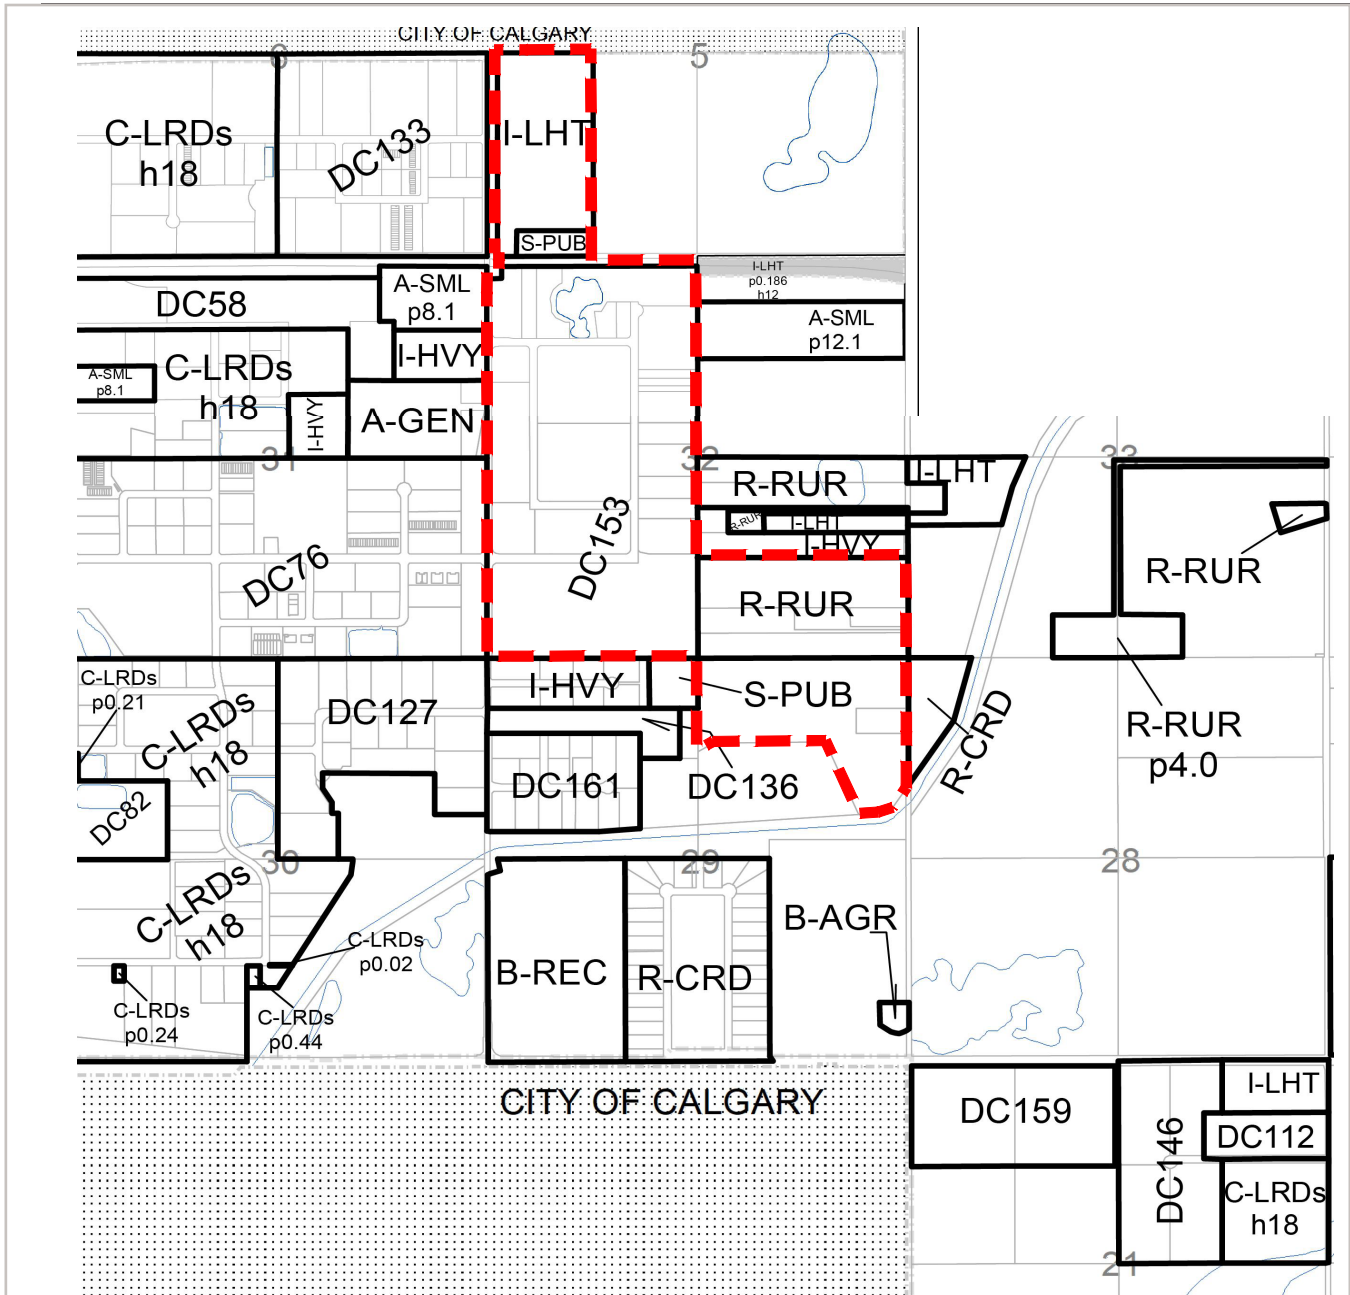 CITY OF CALGARY
6
5
C-LRDs
h18
DC133
I-LHT
S-PUB
I-LHT
p0.186
h12
DC58
A-SML
p8.1
A-SML
p12.1
I-HVY
C-LRDs
h18
A-SML
p8.1
I-HVY
A-GEN
31
32
33
R-RUR
I-LHT
R-RUR
I-LHT
I-HVY
DC153
DC76
R-RUR
R-RUR
C-LRDs
p0.21
C-LRDs
h18
DC127
I-HVY
S-PUB
R-CRD
R-RUR
p4.0
DC82
DC161
DC136
30
29
28
C-LRDs
h18
C-LRDs
p0.02
B-REC
R-CRD
B-AGR
C-LRDs
p0.24
C-LRDs
p0.44
CITY OF CALGARY
DC159
DC146
I-LHT
DC112
C-LRDs
h18
21